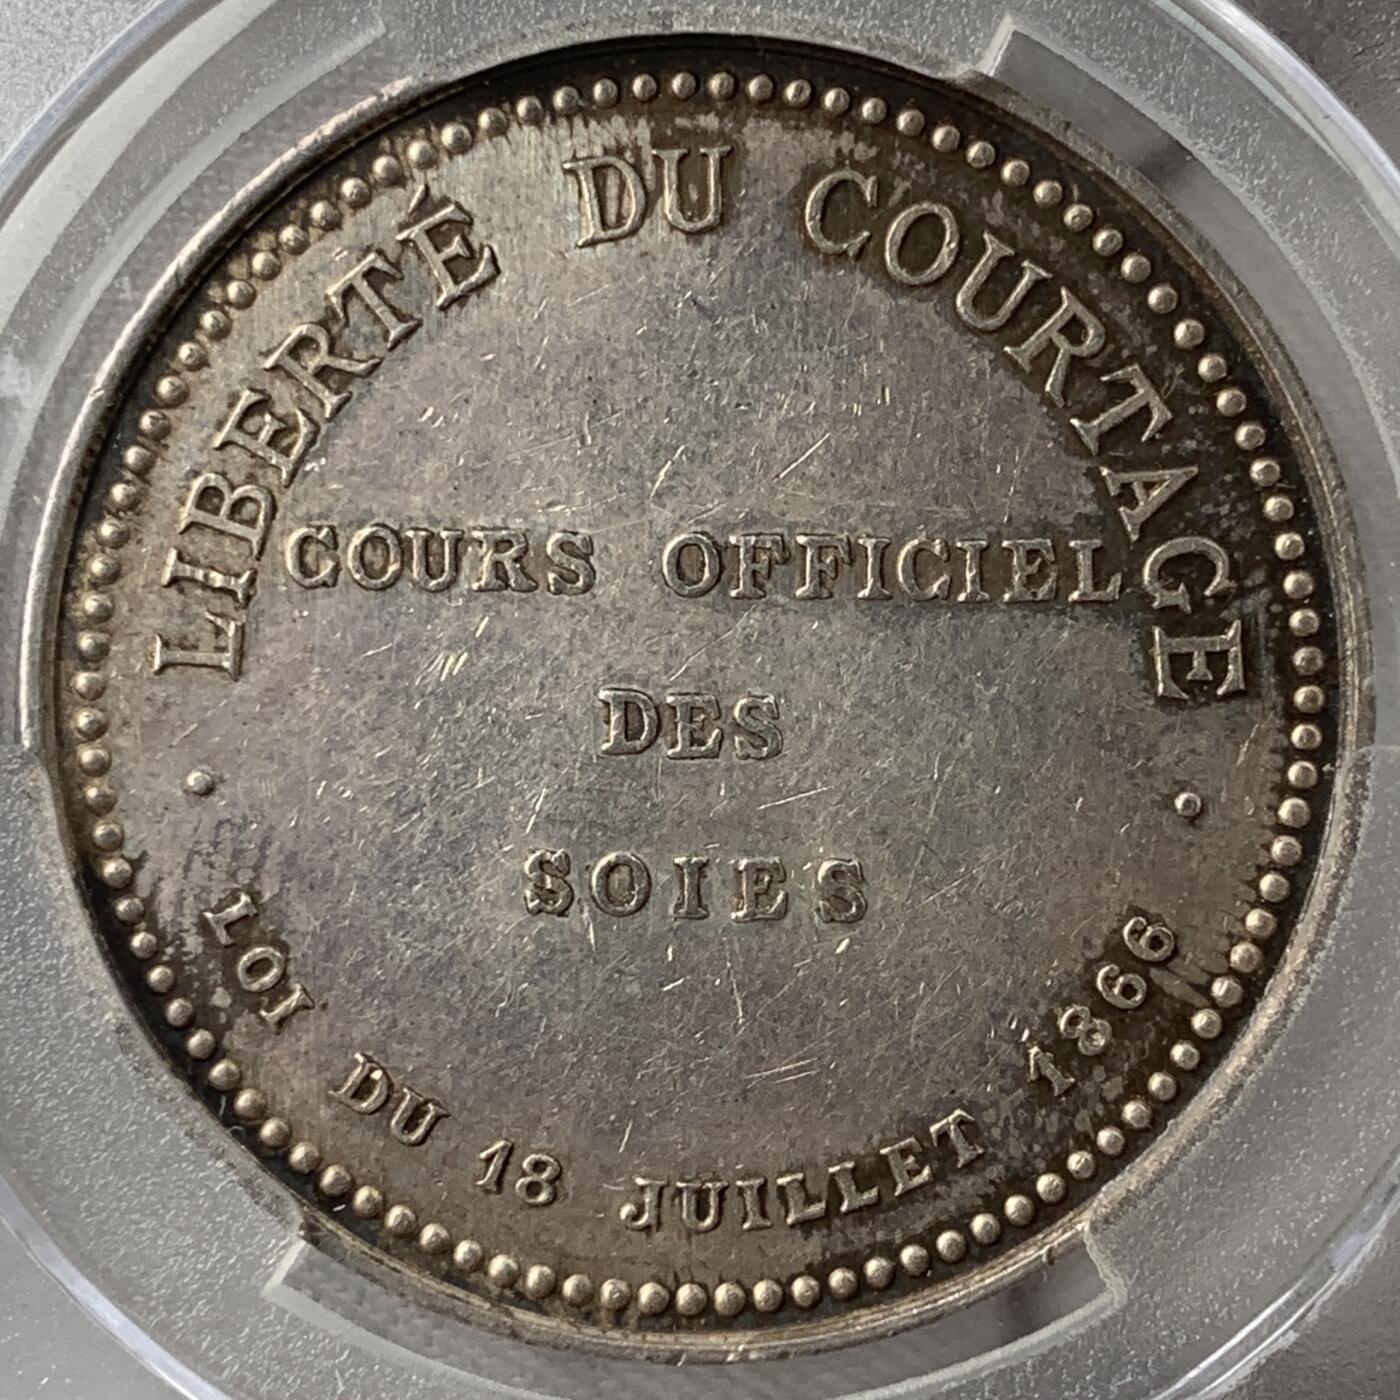 LIBERTÉ DU COURTAGE
COURS OFFICIEL
DES
SOIES
LOI DU 18 JUILLET 1866